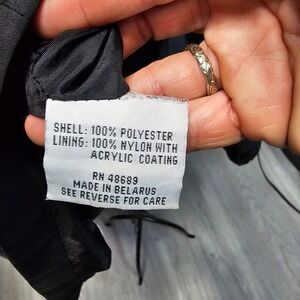 SHELL: 100% POLYESTER
LINING: 100% NYLON WITH
ACRYLIC COATING
RN 48689
MADE IN BELARUS
SEE REVERSE FOR CARE